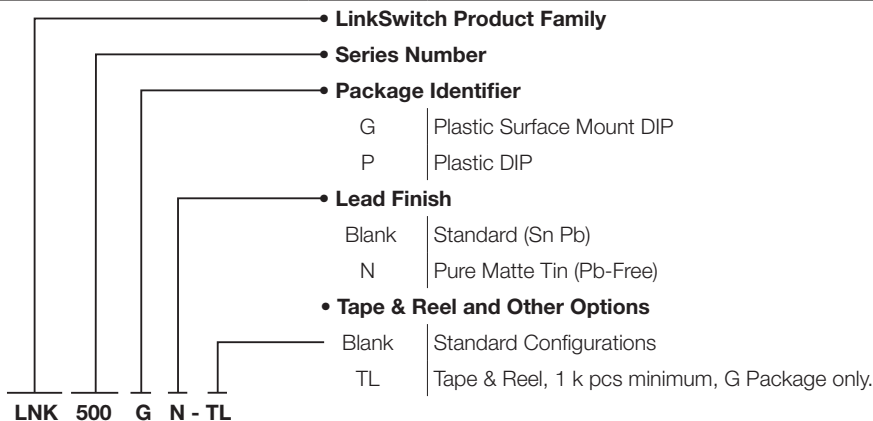 • LinkSwitch Product Family
• Series Number
• Package Identifier
G Plastic Surface Mount DIP
P Plastic DIP
• Lead Finish
Blank Standard (Sn Pb)
N Pure Matte Tin (Pb-Free)
• Tape & Reel and Other Options
Blank Standard Configurations
TL Tape & Reel, 1 k pcs minimum, G Package only.
LNK 500 G N - TL